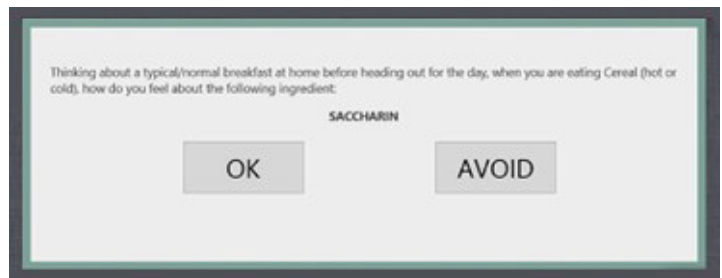 Thinking about a typical/normal breakfast at home before heading out for the day, when you are eating Cereal (hot or
cold), how do you feel about the following ingredient:
SACCHARIN
OK
AVOID